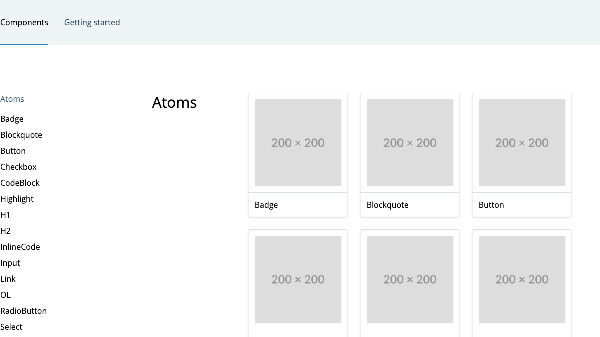 Components Getting started
Atoms
Badge
Blockquote
Button
Checkbox
CodeBlock
Highlight
H1
H2
InlineCode
Input
Link
OL
RadioButton
Select
Atoms
200 × 200 200 × 200 200 × 200
Badge Blockquote Button
200 × 200 200 × 200 200 × 200